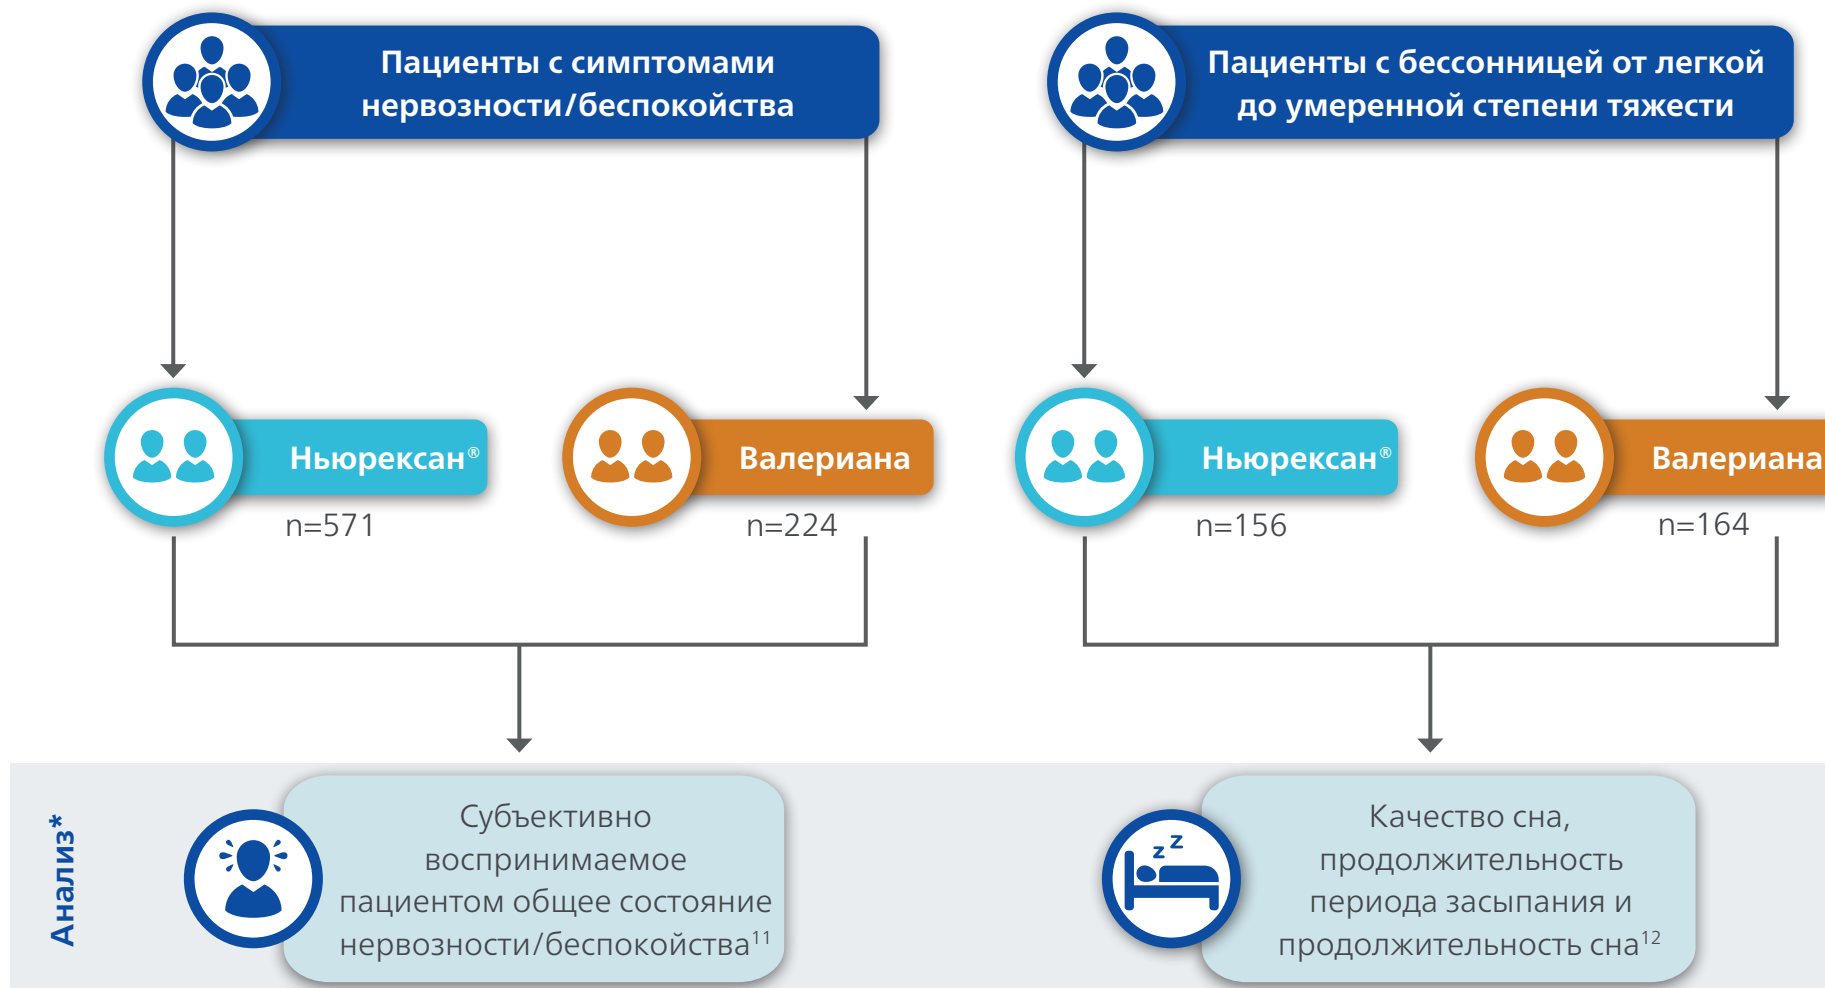 Пациенты с симптомами
нервозности/беспокойства
Пациенты с бессонницей от легкой
до умеренной степени тяжести
Ньюрексан®
n=571
Валериана
n=224
Ньюрексан®
n=156
Валериана
n=164
Анализ*
Субъективно
воспринимаемое
пациентом общее состояние
нервозности/беспокойства¹¹
z z
Качество сна,
продолжительность
периода засыпания и
продолжительность сна¹²